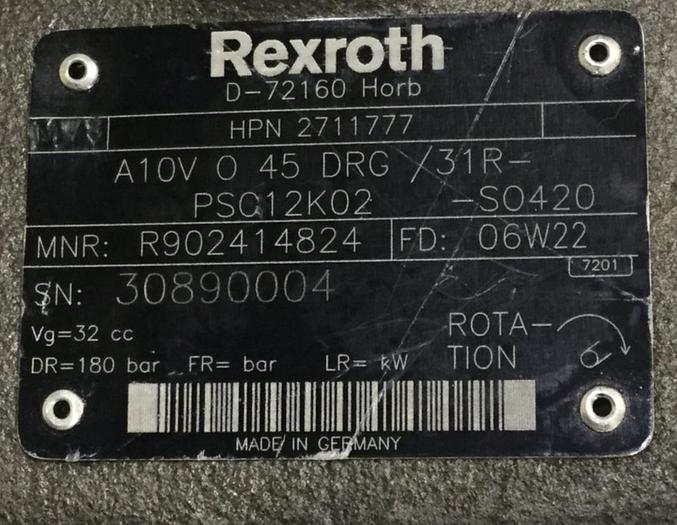 Rexroth
D-72160 Horb
HPN 2711777
A10V O 45 DRG /31R-
PSC12K02 -SO420
MNR: R902414824 FD: 06W22
7201
SN: 30890004
Vg=32 cc
DR=180 bar FR= bar LR= kW
ROTA-
TION
MADE IN GERMANY